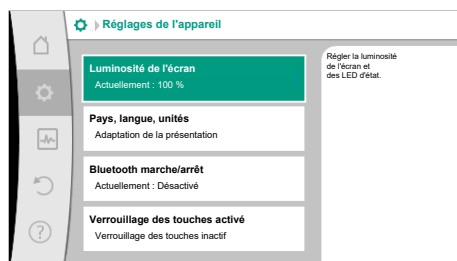 Réglages de l'appareil
Luminosité de l'écran
Actuellement : 100 %
Pays, langue, unités
Adaptation de la présentation
Bluetooth marche/arrêt
Actuellement : Désactivé
Verrouillage des touches activé
Verrouillage des touches inactif
Régler la luminosité
de l'écran et
des LED d'état.
?